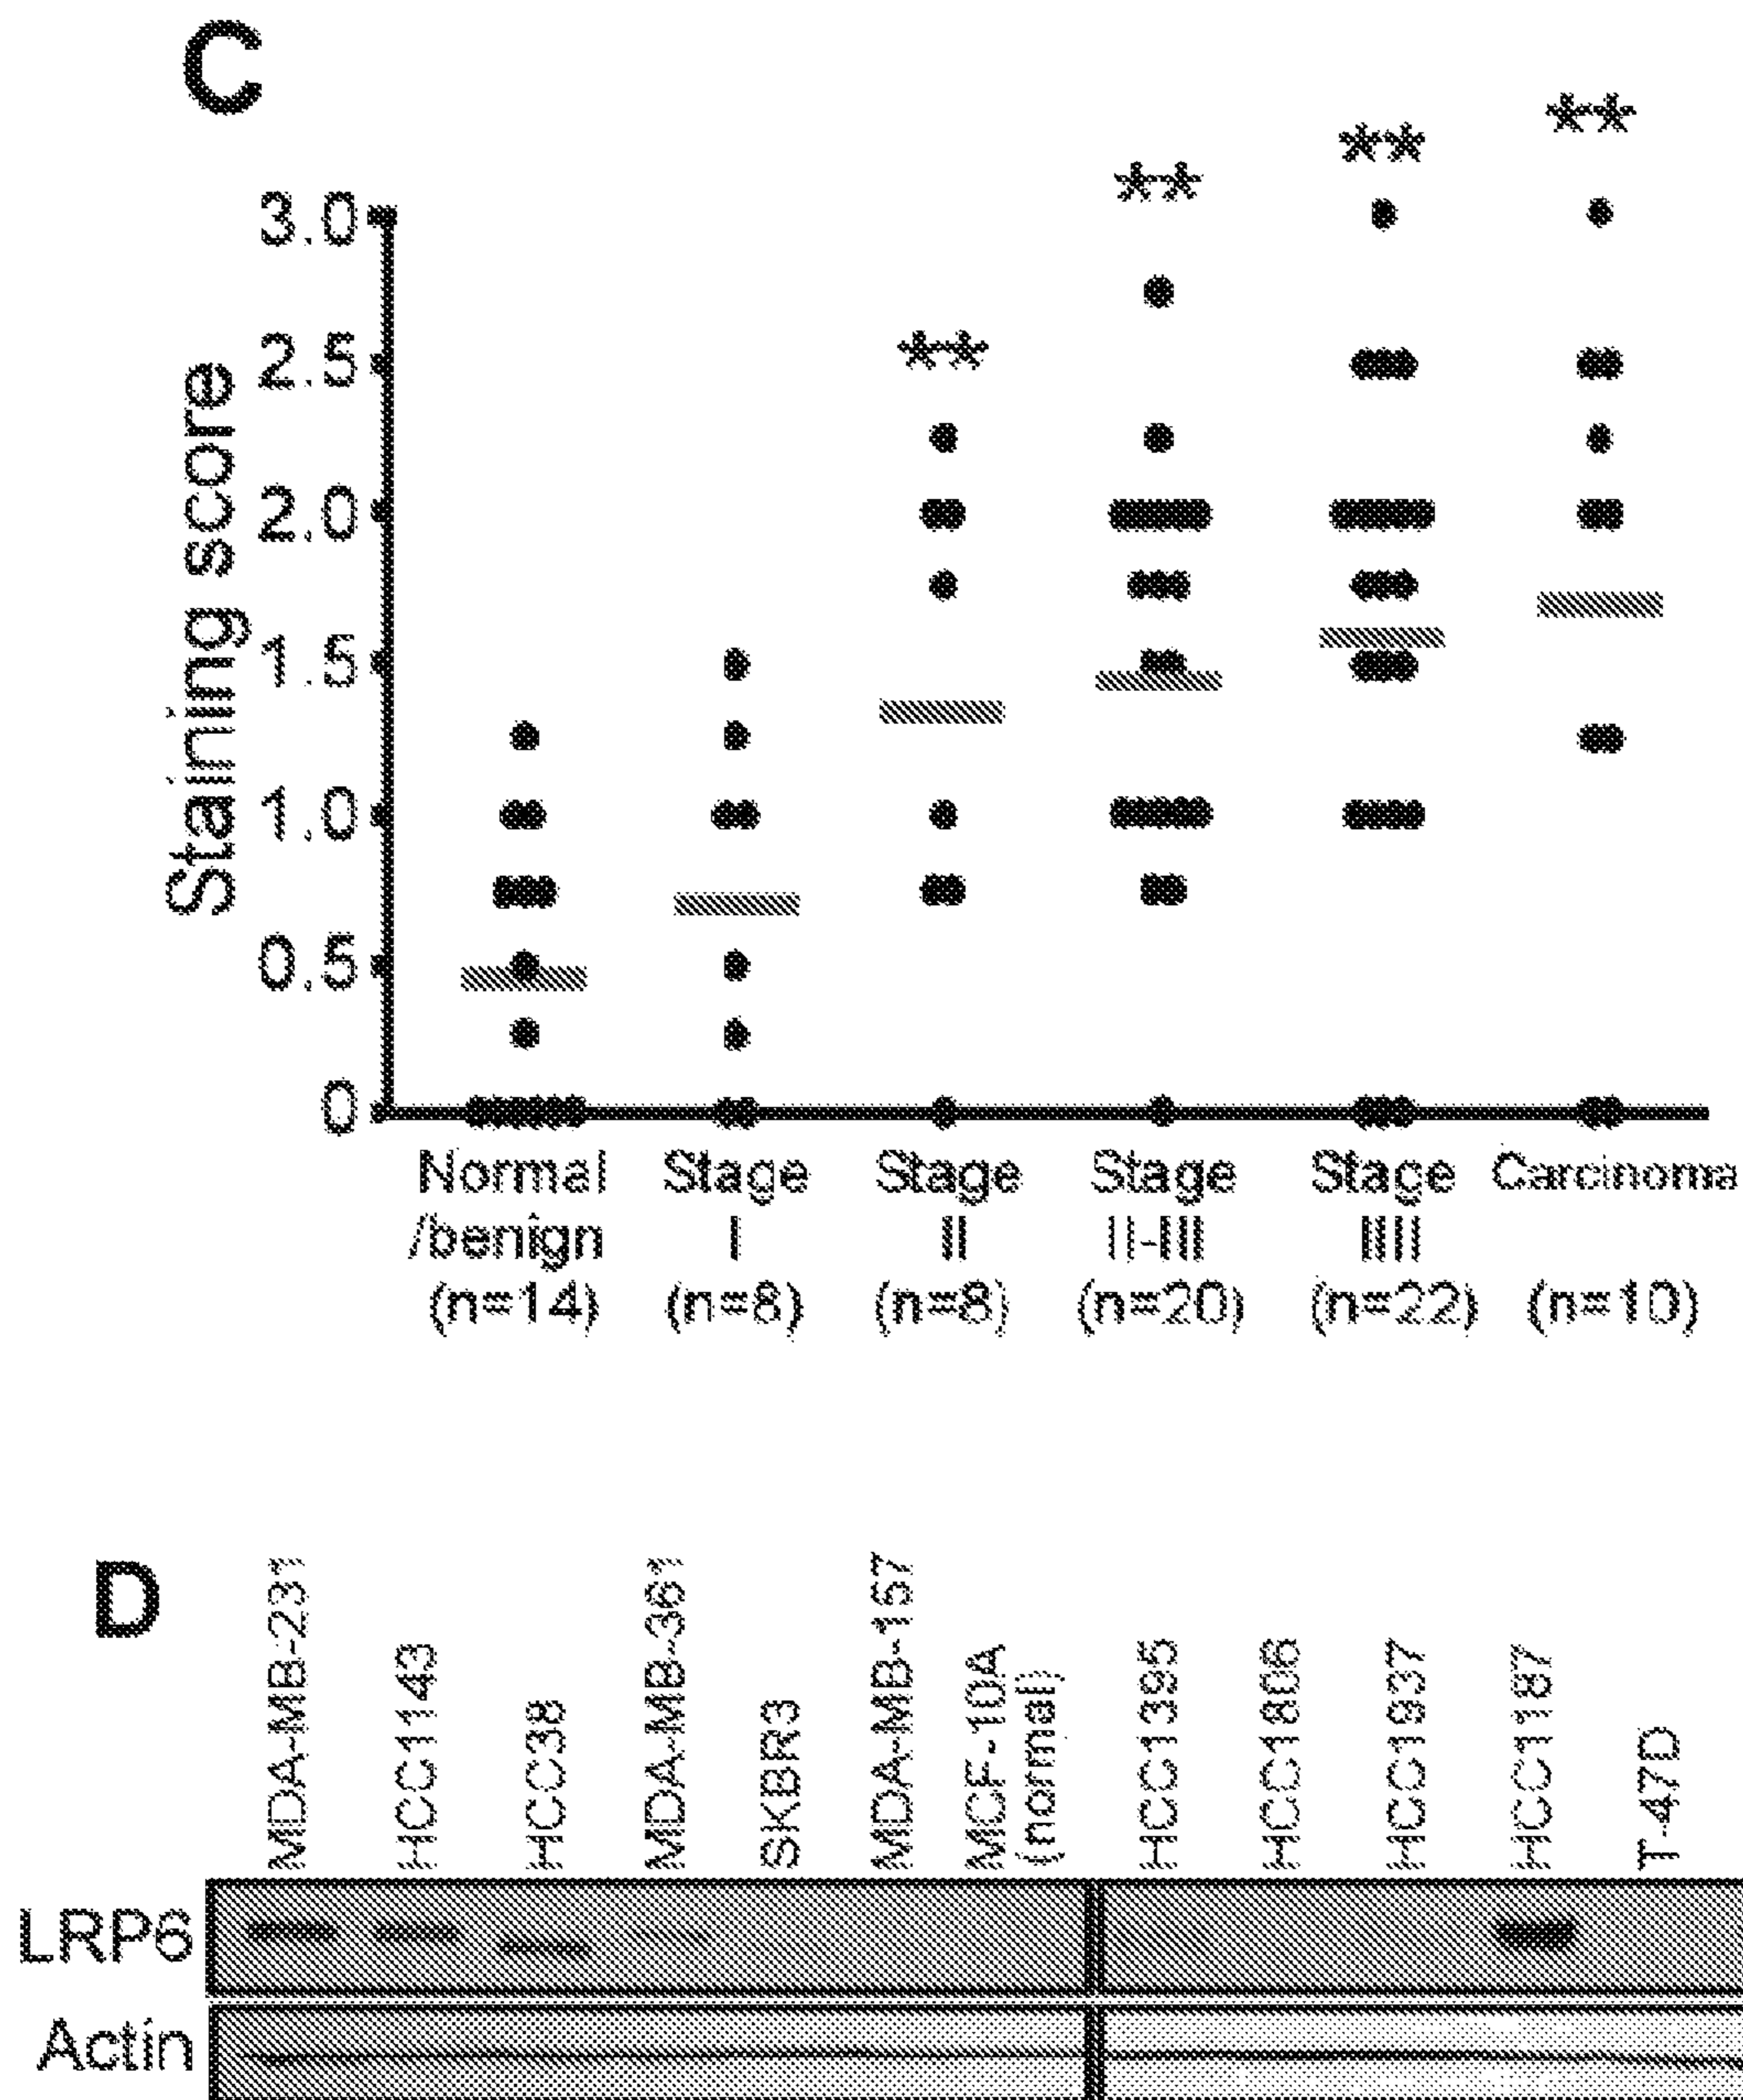 C
**
**
**
**
3.0
2.5
2.0
1.5
1.0
0.5
0
Staining score
Normal
/benign
(n=14)
Stage
I
(n=8)
Stage
II
(n=8)
Stage
II-III
(n=20)
Stage
IIII
(n=22)
Carcinoma
(n=10)
D
MDA-MB-231
HCC1143
HCC38
MDA-MB-361
SKBR3
MDA-MB-157
MCF-10A
(normal)
HCC1395
HCC1806
HCC1937
HCC1187
T-47D
LRP6
Actin